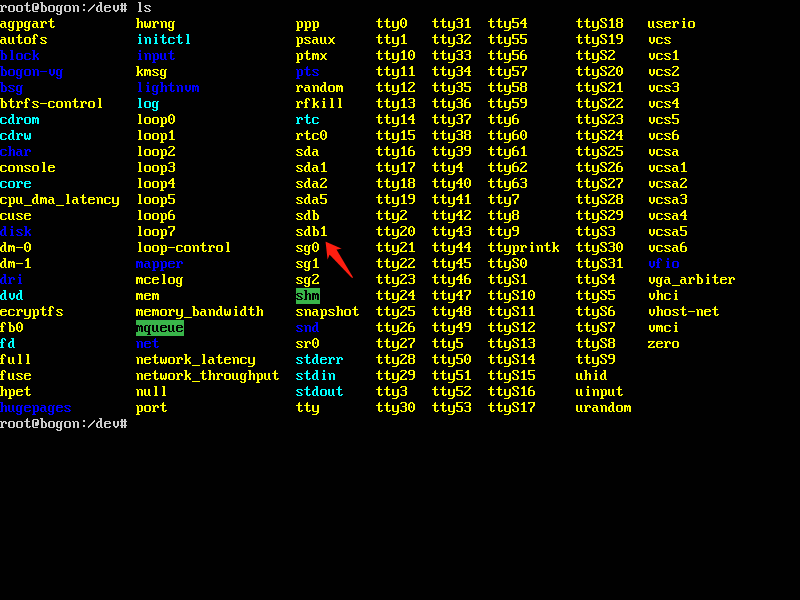 root@bogon:/dev# ls
agpgart hwrng ppp tty0 tty31 tty54 ttyS18 userio
autofs initctl psaux tty1 tty32 tty55 ttyS19 vcs
block input ptmx tty10 tty33 tty56 ttyS2 vcs1
bogon-vg kmsg pts tty11 tty34 tty57 ttyS20 vcs2
bsg lightnvm random tty12 tty35 tty58 ttyS21 vcs3
btrfs-control log rfkill tty13 tty36 tty59 ttyS22 vcs4
cdrom loop0 rtc tty14 tty37 tty6 ttyS23 vcs5
cdrw loop1 rtc0 tty15 tty38 tty60 ttyS24 vcs6
char loop2 sda tty16 tty39 tty61 ttyS25 vcsa
console loop3 sda1 tty17 tty4 tty62 ttyS26 vcsa1
core loop4 sda2 tty18 tty40 tty63 ttyS27 vcsa2
cpu_dma_latency loop5 sda5 tty19 tty41 tty7 ttyS28 vcsa3
cuse loop6 sdb tty2 tty42 tty8 ttyS29 vcsa4
disk loop7 sdb1 tty20 tty43 tty9 ttyS3 vcsa5
dm-0 loop-control sg0 tty21 tty44 ttyprintk ttyS30 vcsa6
dm-1 mapper sg1 tty22 tty45 ttyS0 ttyS31 vfio
dri mcelog sg2 tty23 tty46 ttyS1 ttyS4 vga_arbiter
dvd mem shm tty24 tty47 ttyS10 ttyS5 vhci
ecryptfs memory_bandwidth snapshot tty25 tty48 ttyS11 ttyS6 vhost-net
fb0 mqueue snd tty26 tty49 ttyS12 ttyS7 vmci
fd net sr0 tty27 tty5 ttyS13 ttyS8 zero
full network_latency stderr tty28 tty50 ttyS14 ttyS9
fuse network_throughput stdin tty29 tty51 ttyS15 uhid
hpet null stdout tty3 tty52 ttyS16 uinput
hugepages port tty tty30 tty53 ttyS17 urandom
root@bogon:/dev#